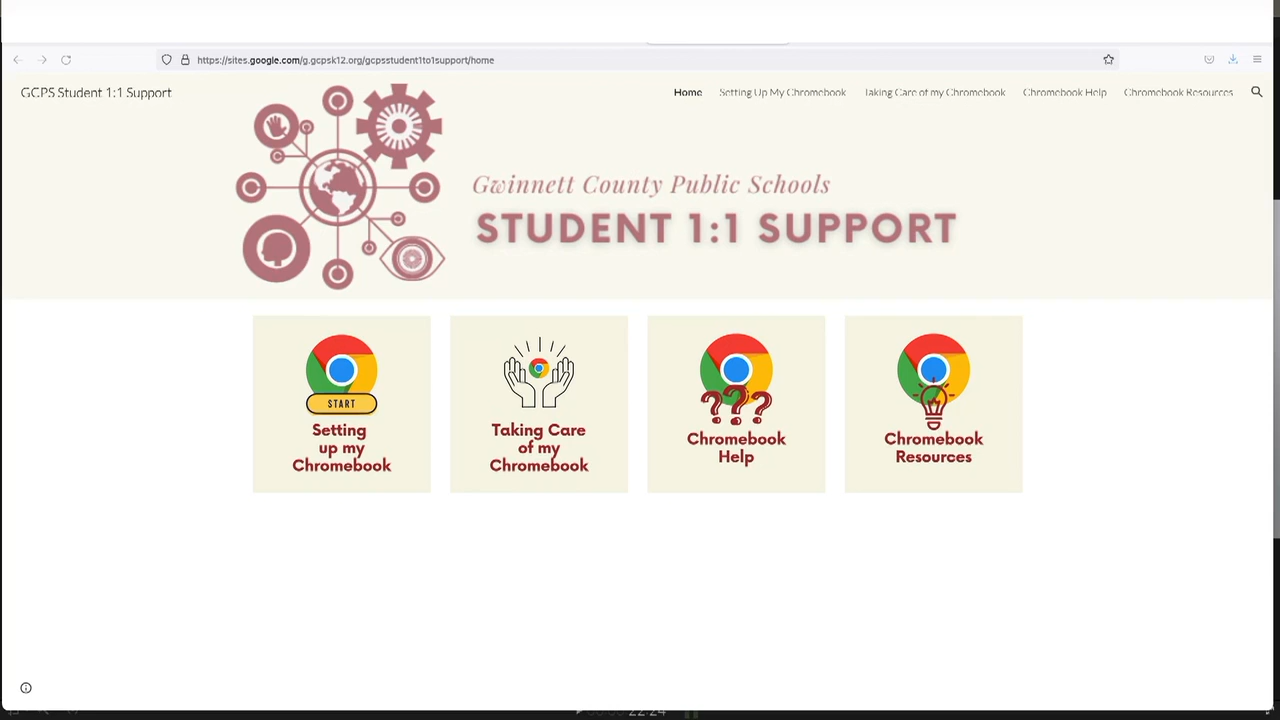 https://sites.google.com/g.gcpsk12.org/gcpsstudent1to1support/home
GCPS Student 1:1 Support
Home
Setting Up My Chromebook
Taking Care of my Chromebook
Chromebook Help
Chromebook Resources
Gwinnett County Public Schools
STUDENT 1:1 SUPPORT
START
Setting
up my
Chromebook
Taking Care
of my
Chromebook
???
Chromebook
Help
Chromebook
Resources